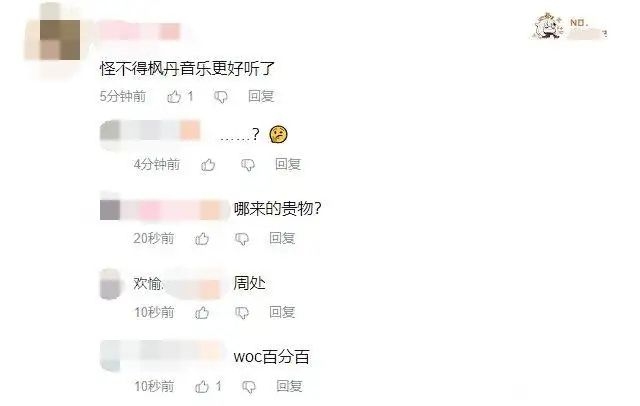 NO.
怪不得枫丹音乐更好听了
5分钟前 1 回复
……？🤔
4分钟前 回复
哪来的贵物？
20秒前 回复
欢愉 周处
10秒前 回复
woc百分百
10秒前 1 回复